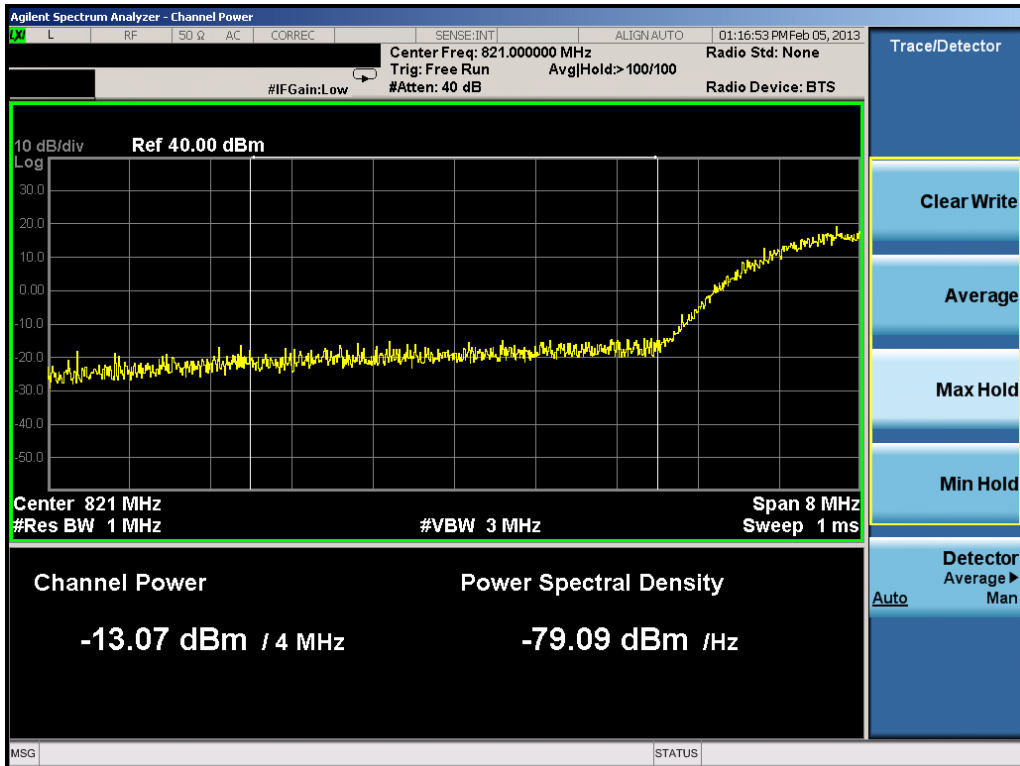 Agilent Spectrum Analyzer - Channel Power
LXI L RF 50 Ω AC CORREC SENSE:INT ALIGN AUTO 01:16:53 PM Feb 05, 2013
Center Freq: 821.000000 MHz Radio Std: None
Trig: Free Run Avg|Hold:>100/100
#IFGain:Low #Atten: 40 dB Radio Device: BTS
10 dB/div Ref 40.00 dBm
Log
30.0
20.0
10.0
0.00
-10.0
-20.0
-30.0
-40.0
-50.0
Center 821 MHz Span 8 MHz
#Res BW 1 MHz #VBW 3 MHz Sweep 1 ms
Channel Power Power Spectral Density
-13.07 dBm / 4 MHz -79.09 dBm /Hz
MSG STATUS
Trace/Detector
Clear Write
Average
Max Hold
Min Hold
Detector
Average
Auto Man